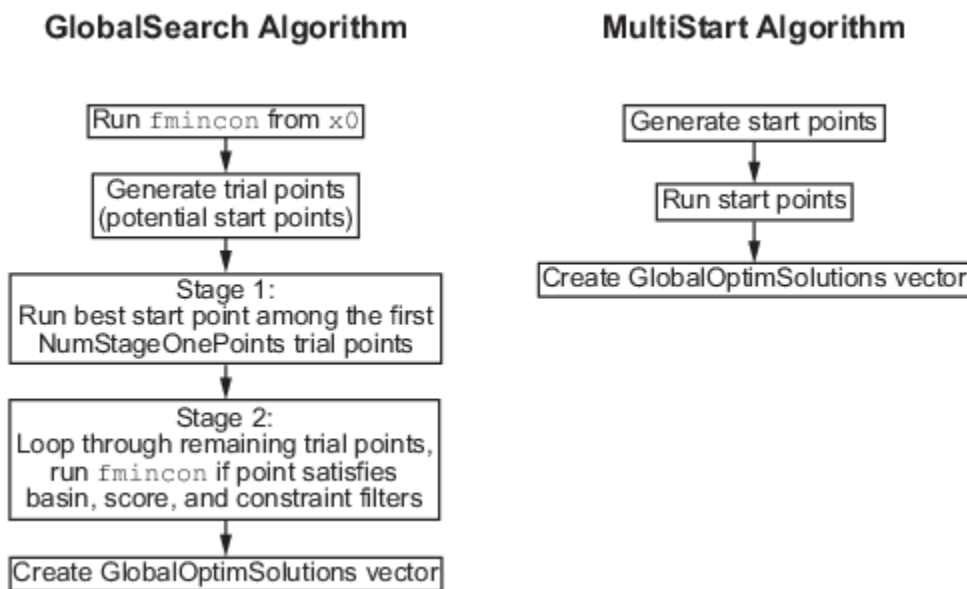 GlobalSearch Algorithm
Run fmincon from x0
Generate trial points
(potential start points)
Stage 1:
Run best start point among the first
NumStageOnePoints trial points
Stage 2:
Loop through remaining trial points,
run fmincon if point satisfies
basin, score, and constraint filters
Create GlobalOptimSolutions vector
MultiStart Algorithm
Generate start points
Run start points
Create GlobalOptimSolutions vector